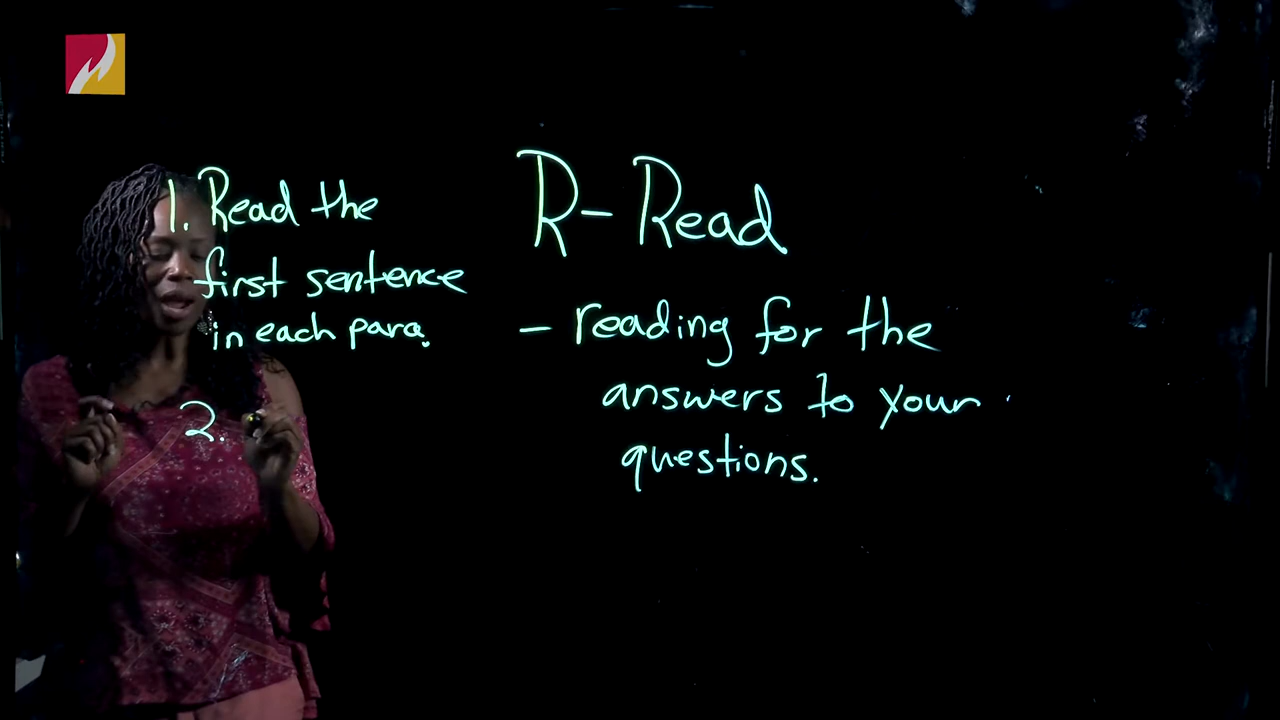 1. Read the
first sentence
in each para.
2.
R- Read
- reading for the
answers to your
questions.